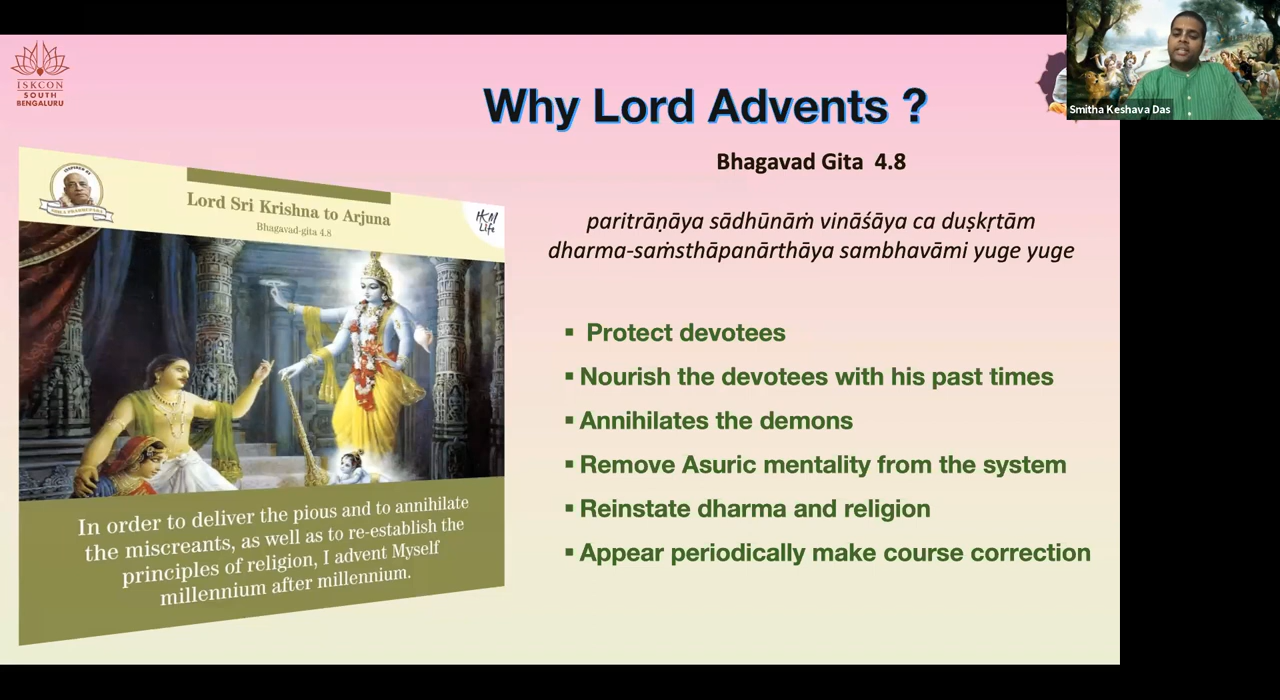 ISKCON
SOUTH
BENGALURU
Why Lord Advents ?
Smitha Keshava Das
Bhagavad Gita 4.8
paritrāṇāya sādhūnāṁ vināśāya ca duṣkṛtām
dharma-saṁsthāpanārthāya sambhavāmi yuge yuge
Lord Sri Krishna to Arjuna
Bhagavad-gita 4.8
HKM
Life
In order to deliver the pious and to annihilate
the miscreants, as well as to re-establish the
principles of religion, I advent Myself
millennium after millennium.
▪ Protect devotees
▪ Nourish the devotees with his past times
▪ Annihilates the demons
▪ Remove Asuric mentality from the system
▪ Reinstate dharma and religion
▪ Appear periodically make course correction